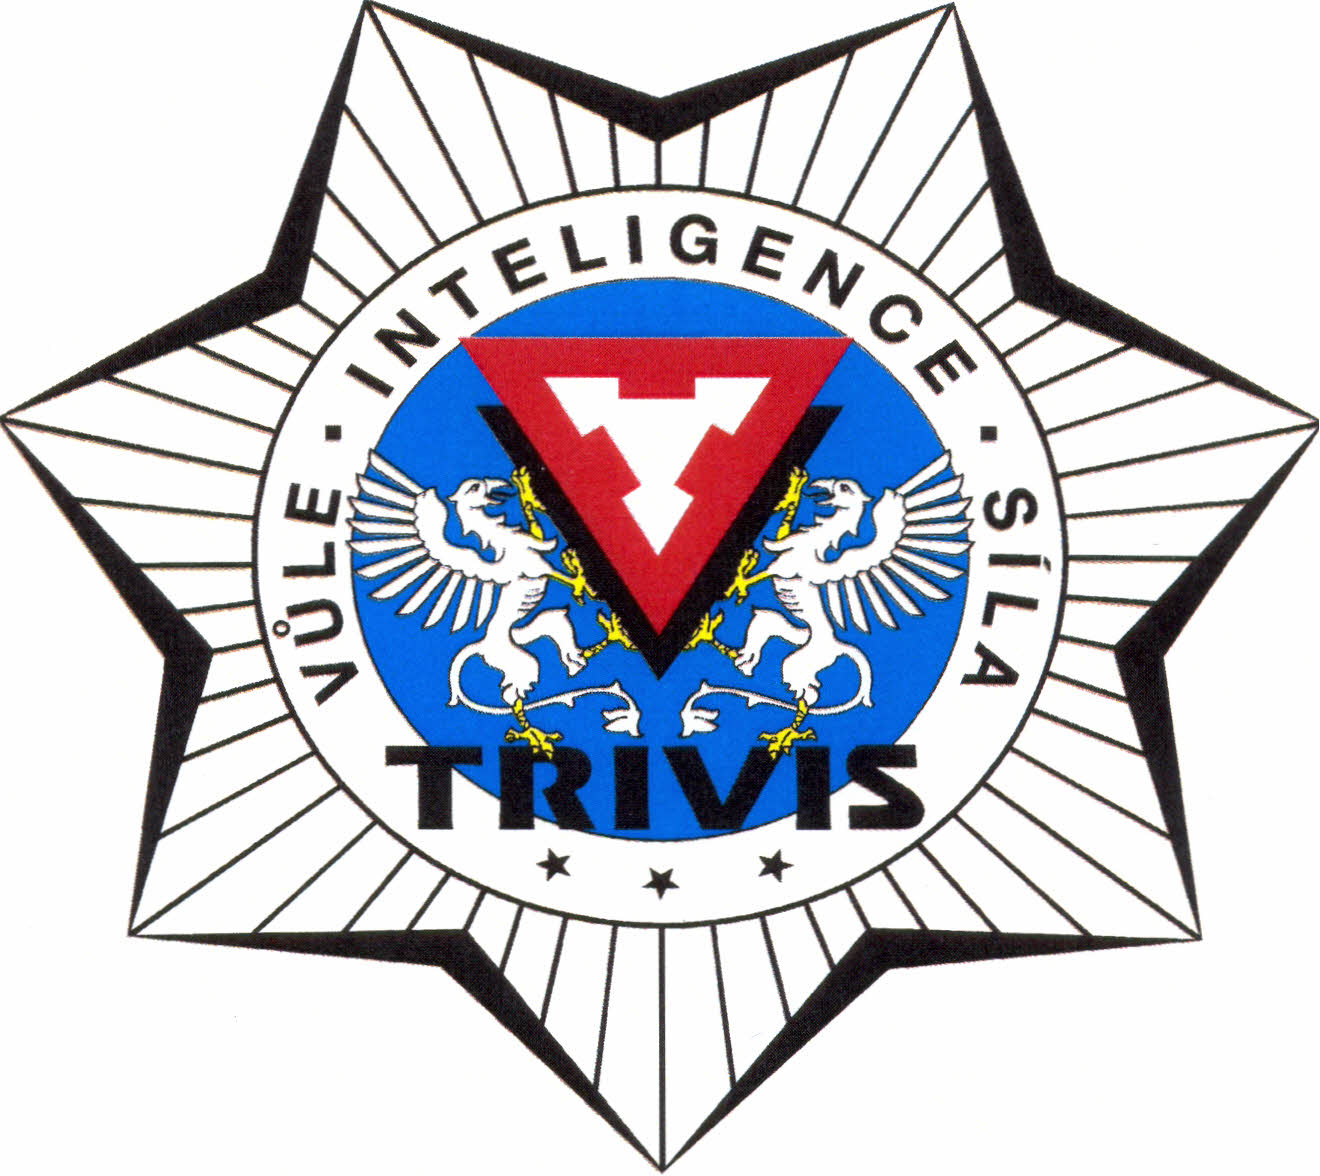 VŮLE · INTELIGENCE · SÍLA
TRIVIS